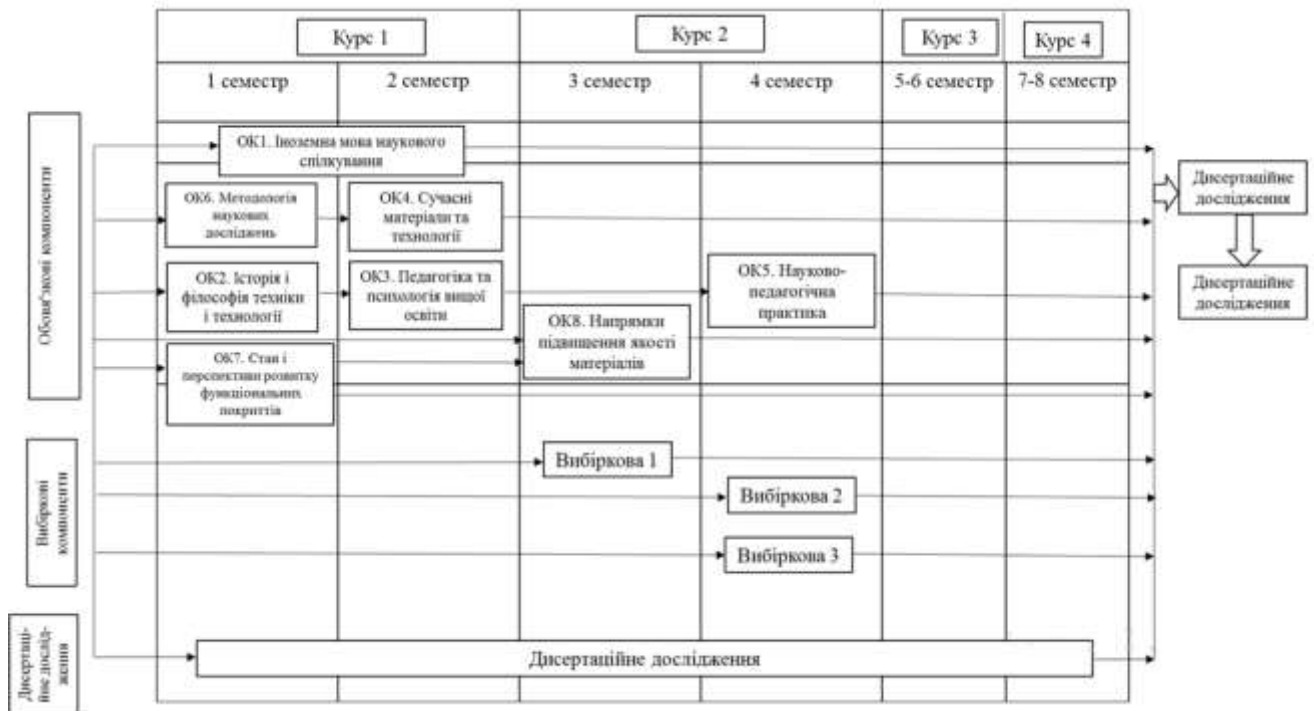 Курс 1
Курс 2
Курс 3
Курс 4
1 семестр
2 семестр
3 семестр
4 семестр
5-6 семестр
7-8 семестр
Обов'язкові компоненти
ОК1. Іноземна мова наукового
спілкування
ОК6. Методологія
наукових
досліджень
ОК4. Сучасні
матеріали та
технології
ОК2. Історія і
філософія техніки
і технології
ОК3. Педагогіка та
психологія вищої
освіти
ОК5. Науково-
педагогічна
практика
ОК8. Напрямки
підвищення якості
матеріалів
ОК7. Стан і
перспективи розвитку
функціональних
покриттів
Дисертаційне
дослідження
Дисертаційне
дослідження
Вибіркові
компоненти
Вибіркова 1
Вибіркова 2
Вибіркова 3
Дисертаці-
йне дослід-
ження
Дисертаційне дослідження